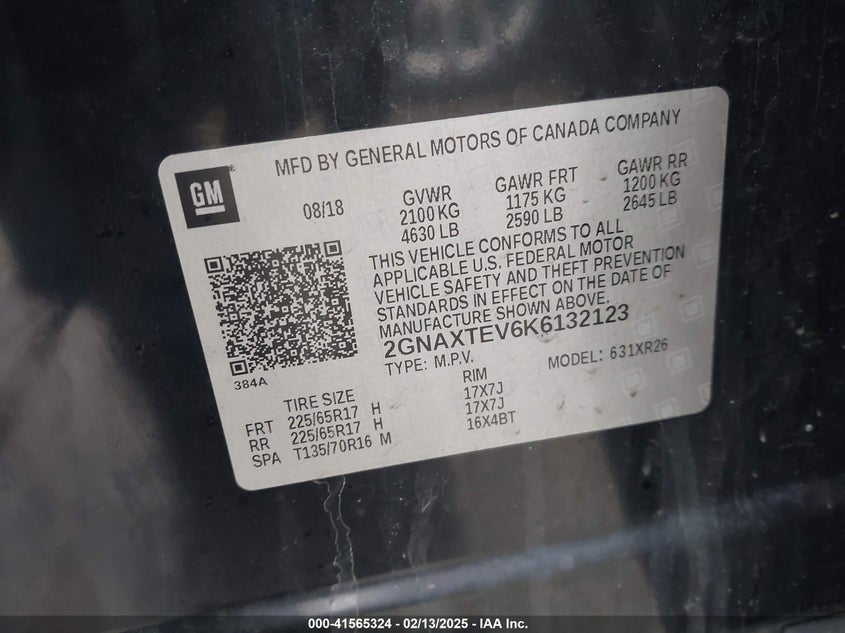 MFD BY GENERAL MOTORS OF CANADA COMPANY
GM
08/18 GVWR GAWR FRT GAWR RR
2100 KG 1175 KG 1200 KG
4630 LB 2590 LB 2645 LB
THIS VEHICLE CONFORMS TO ALL
APPLICABLE U.S. FEDERAL MOTOR
VEHICLE SAFETY AND THEFT PREVENTION
STANDARDS IN EFFECT ON THE DATE OF
MANUFACTURE SHOWN ABOVE.
2GNAXTEV6K6132123
TYPE: M.P.V. MODEL: 631XR26
384A
TIRE SIZE RIM
FRT 225/65R17 H 17X7J
RR 225/65R17 H 17X7J
SPA T135/70R16 M 16X4BT
000-41565324 - 02/13/2025 - IAA Inc.